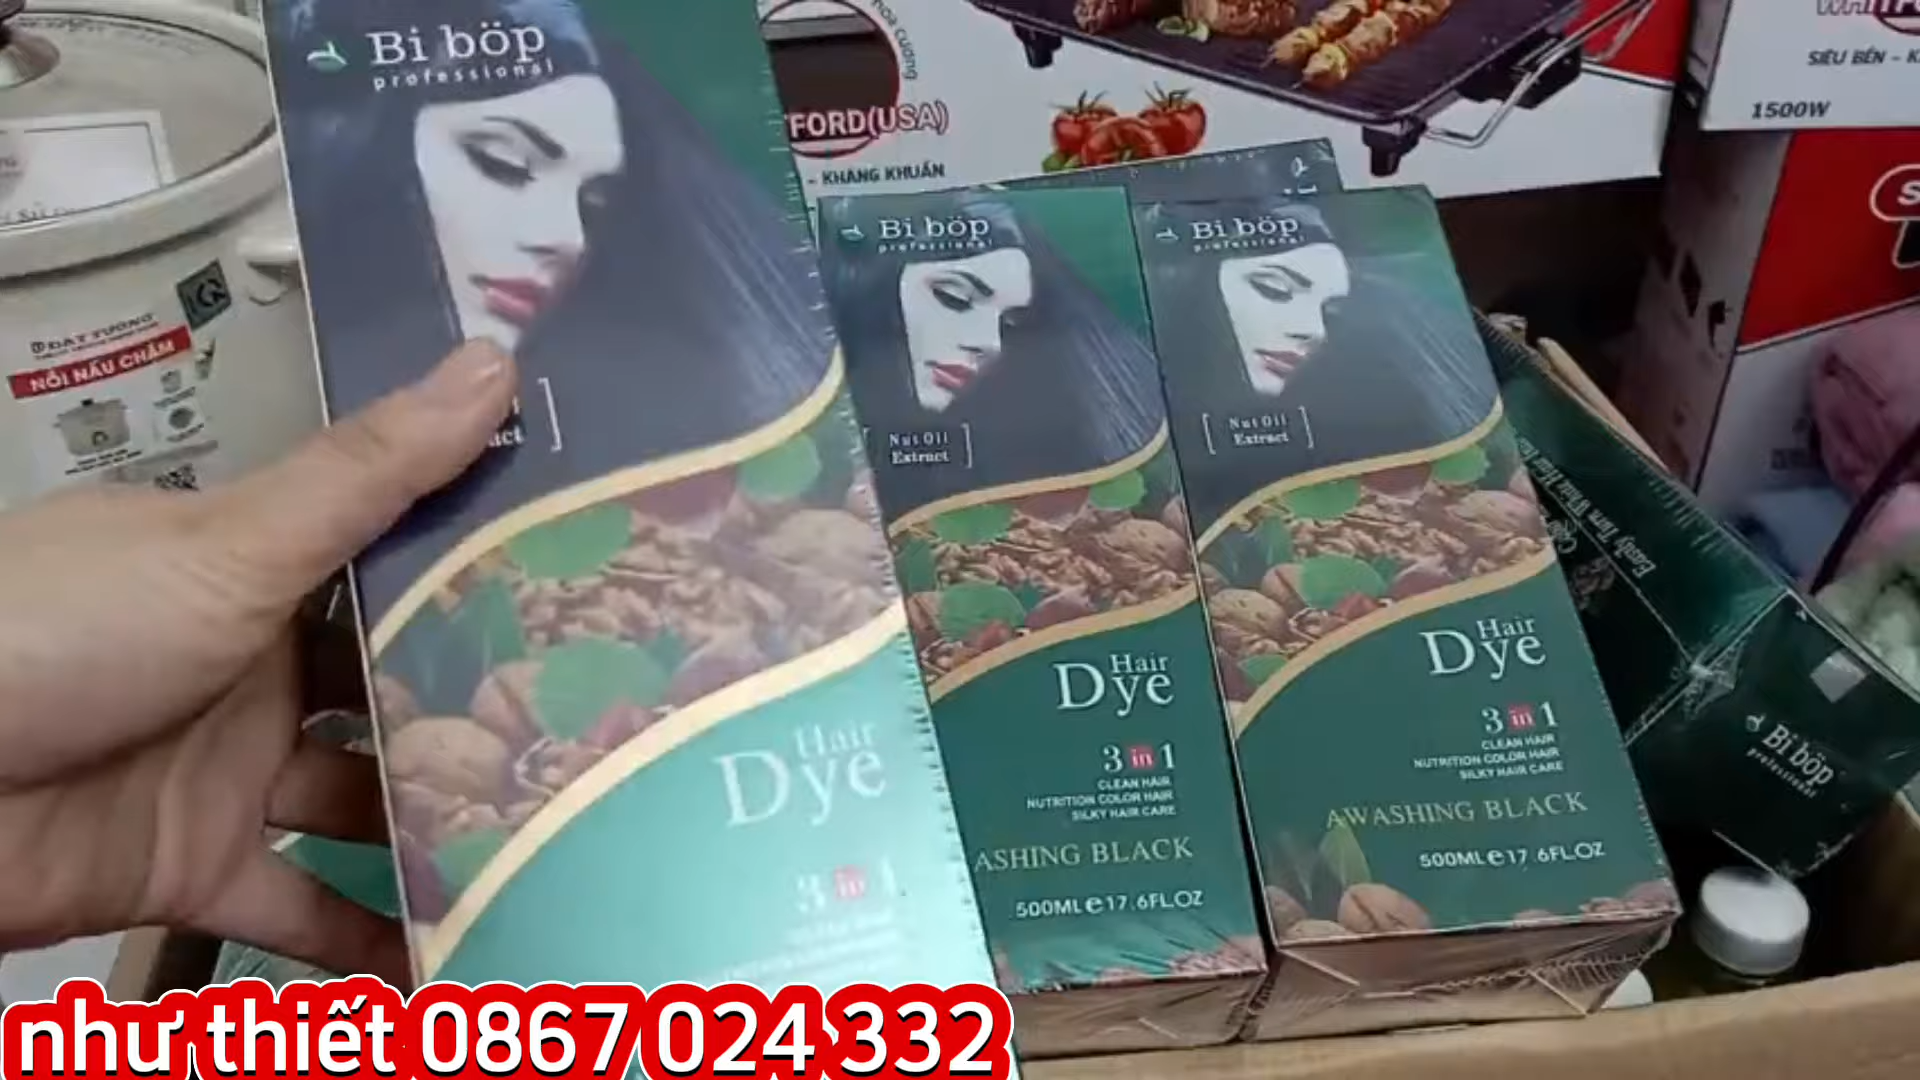 Bi böp
professional
act
Hair
Dye
3 in 1
Bi böp
professional
Nut Oil
Extract
Hair
Dye
3 in 1
CLEAN HAIR
NUTRITION COLOR HAIR
SILKY HAIR CARE
ASHING BLACK
500ML e 17.6FL.OZ
Bi böp
professional
Nut Oil
Extract
Hair
Dye
3 in 1
CLEAN HAIR
NUTRITION COLOR HAIR
SILKY HAIR CARE
AWASHING BLACK
500ML e 17.6FL.OZ
Bi böp
professional
FORD(USA)
- KHÁNG KHUẨN
SIÊU BỀN - K
1500W
NỒI NẤU CHẬM
như thiết 0867 024 332